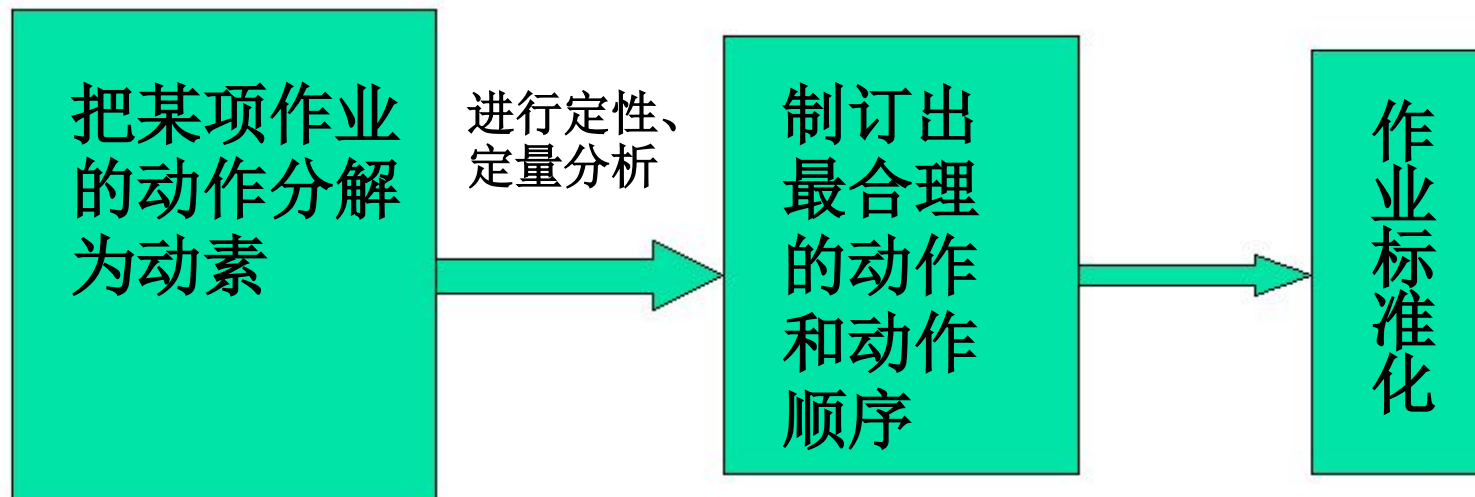 把某项作业
的动作分解
为动素
进行定性、
定量分析
制订出
最合理
的动作
和动作
顺序
作业标准化